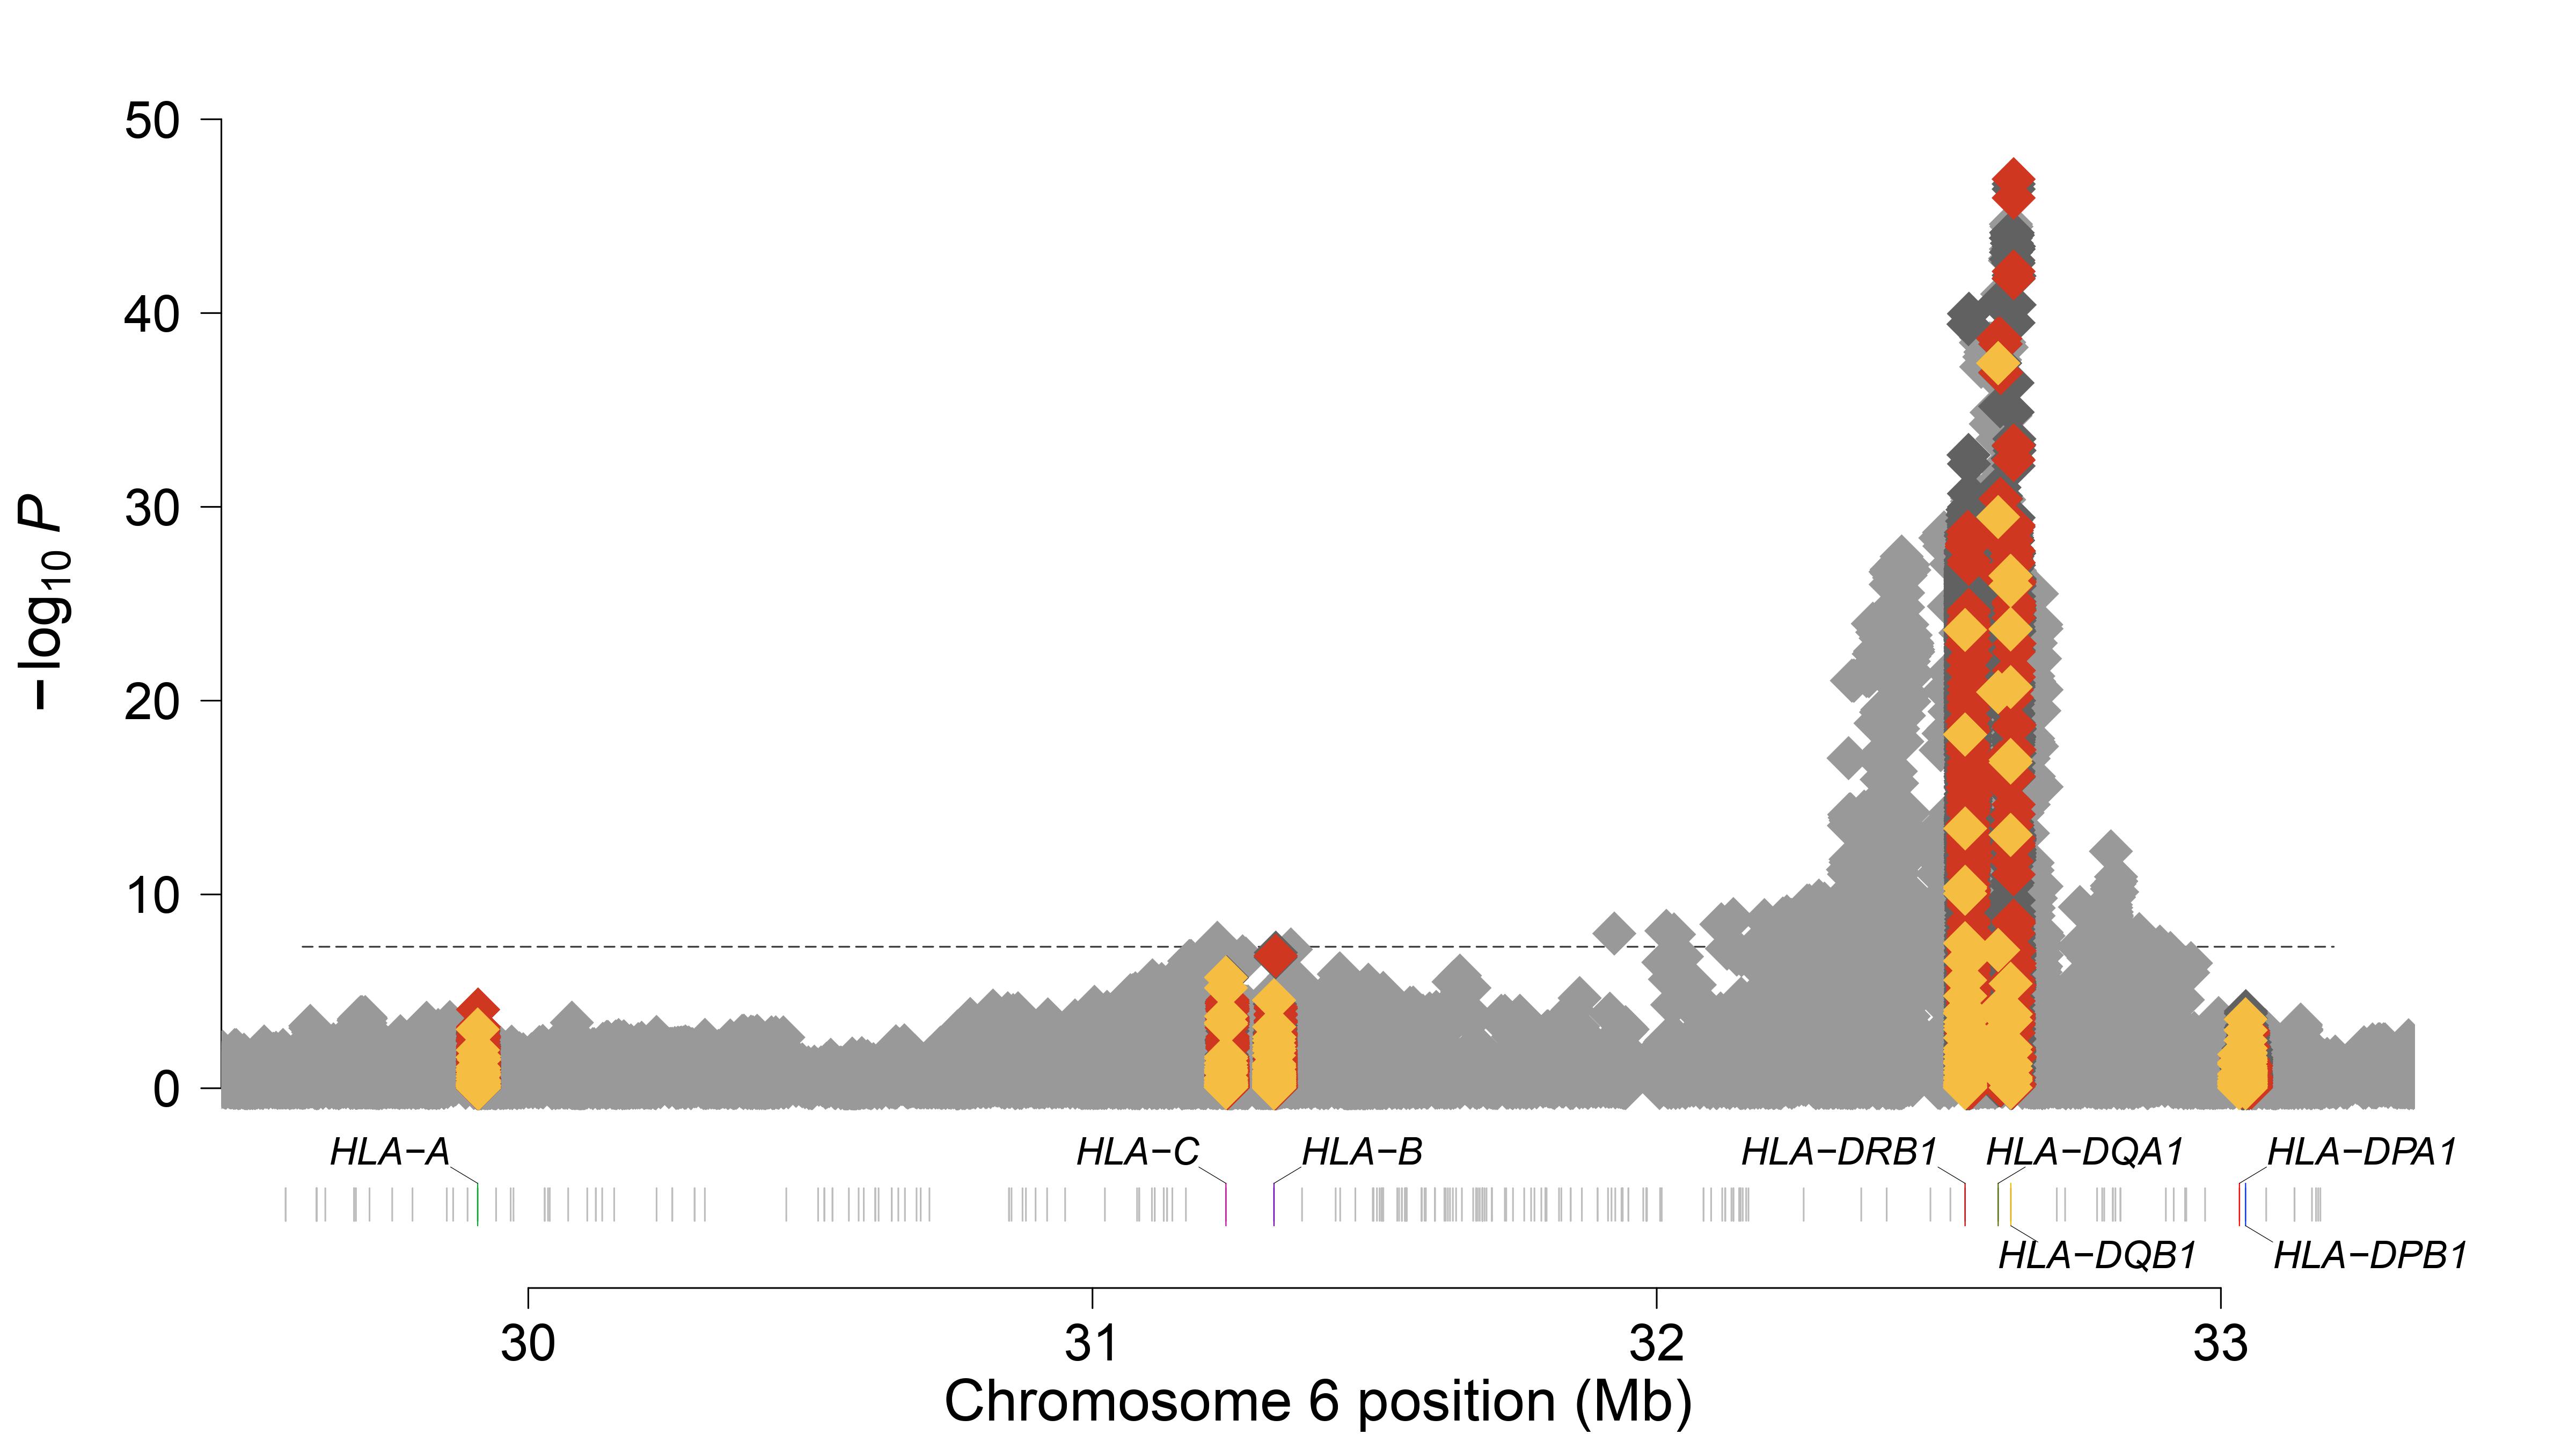 50
40
30
20
10
0
−log10 P
HLA−A
HLA−C
HLA−B
HLA−DRB1
HLA−DQA1
HLA−DPA1
HLA−DQB1
HLA−DPB1
30
31
32
33
Chromosome 6 position (Mb)